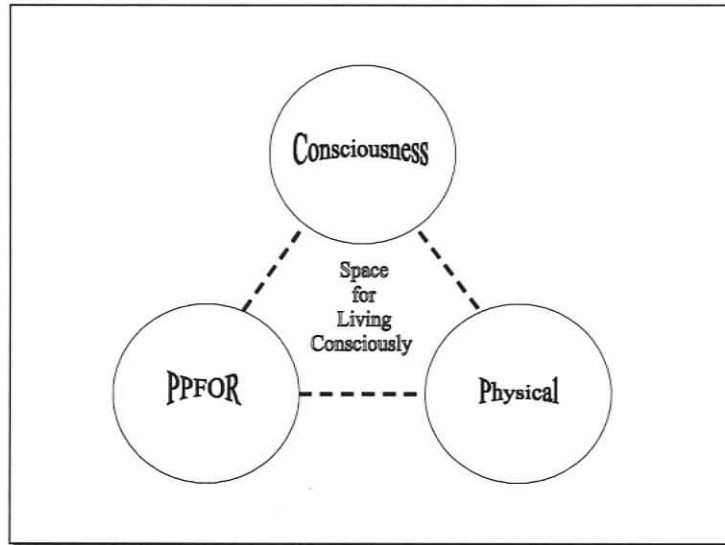 Consciousness
Space
for
Living
Consciously
PPFOR
Physical